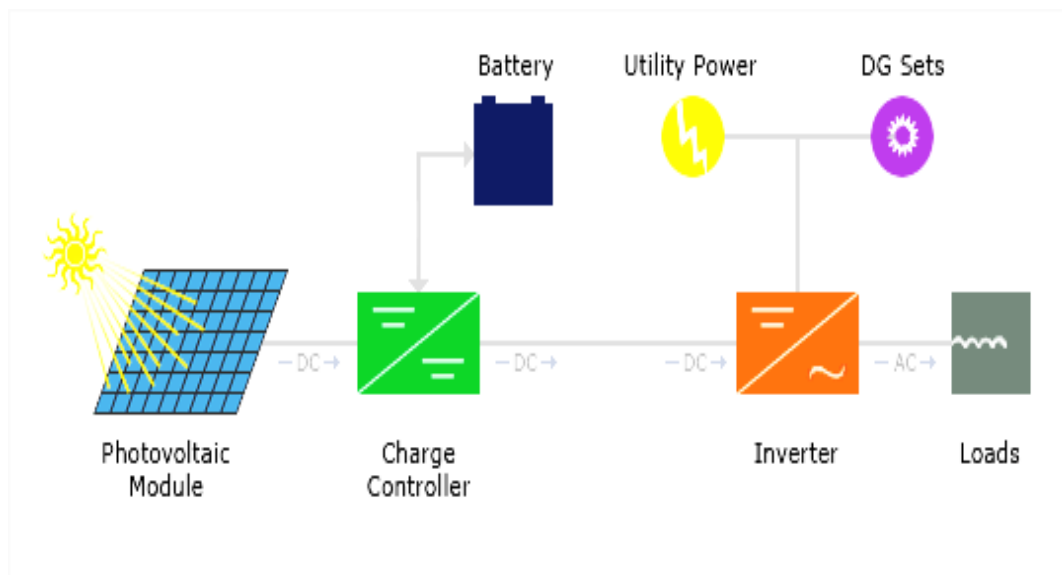 Battery
Utility Power
DG Sets
DC
DC
DC
AC
Photovoltaic
Module
Charge
Controller
Inverter
Loads